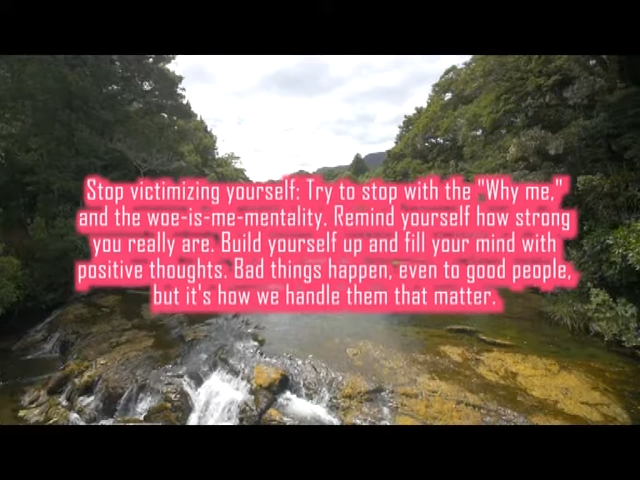 Stop victimizing yourself: Try to stop with the "Why me,"
and the woe-is-me-mentality. Remind yourself how strong
you really are. Build yourself up and fill your mind with
positive thoughts. Bad things happen, even to good people,
but it's how we handle them that matter.